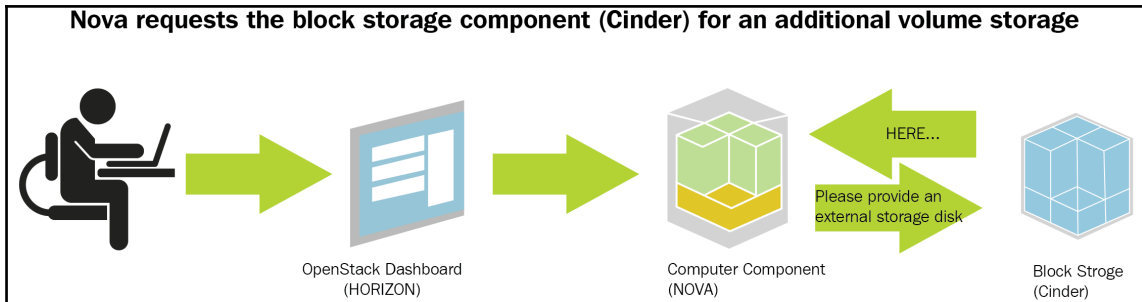 Nova requests the block storage component (Cinder) for an additional volume storage
HERE...
Please provide an
external storage disk
OpenStack Dashboard
(HORIZON)
Computer Component
(NOVA)
Block Stroge
(Cinder)